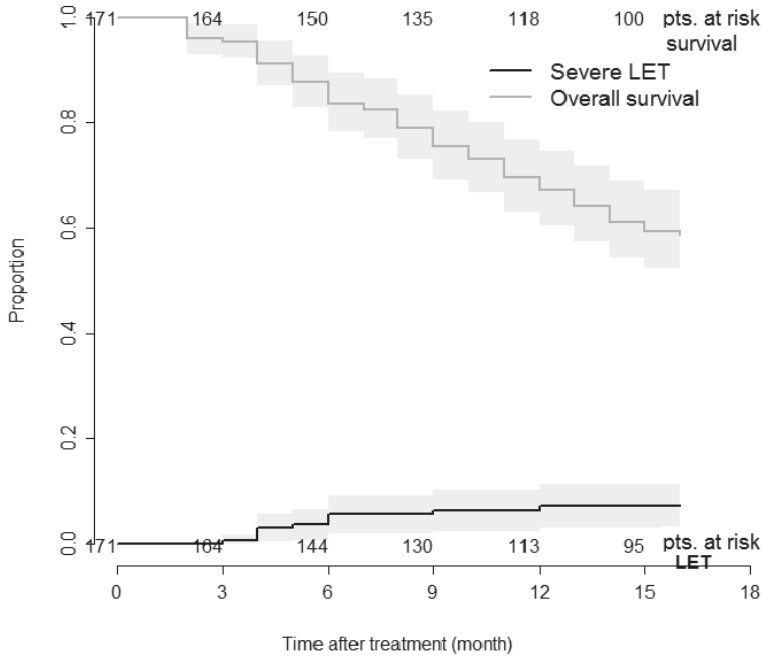 171 164 150 135 118 100 pts. at risk
survival
Severe LET
Overall survival
1.0
0.8
0.6
0.4
0.2
0.0
Proportion
171 164 144 130 113 95 pts. at risk
LET
0 3 6 9 12 15 18
Time after treatment (month)